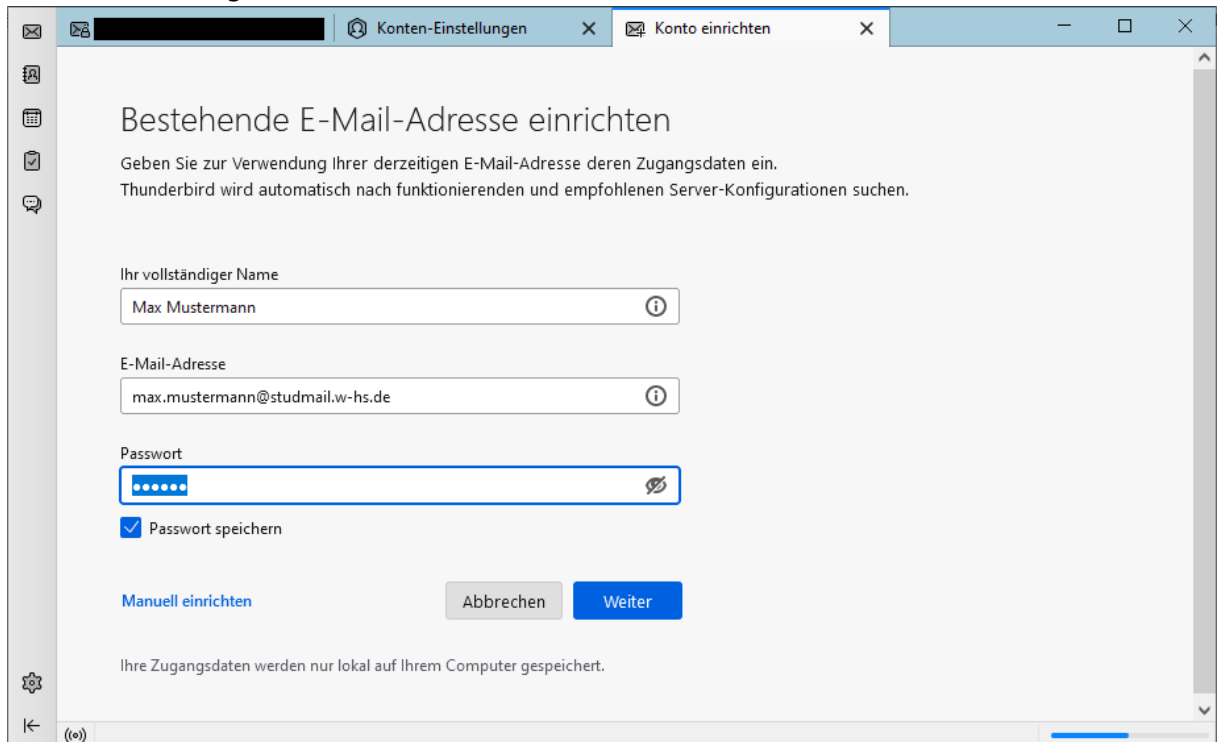 Konten-Einstellungen
Konto einrichten
Bestehende E-Mail-Adresse einrichten
Geben Sie zur Verwendung Ihrer derzeitigen E-Mail-Adresse deren Zugangsdaten ein.
Thunderbird wird automatisch nach funktionierenden und empfohlenen Server-Konfigurationen suchen.
Ihr vollständiger Name
Max Mustermann
E-Mail-Adresse
max.mustermann@studmail.w-hs.de
Passwort
••••••
Passwort speichern
Manuell einrichten
Abbrechen
Weiter
Ihre Zugangsdaten werden nur lokal auf Ihrem Computer gespeichert.